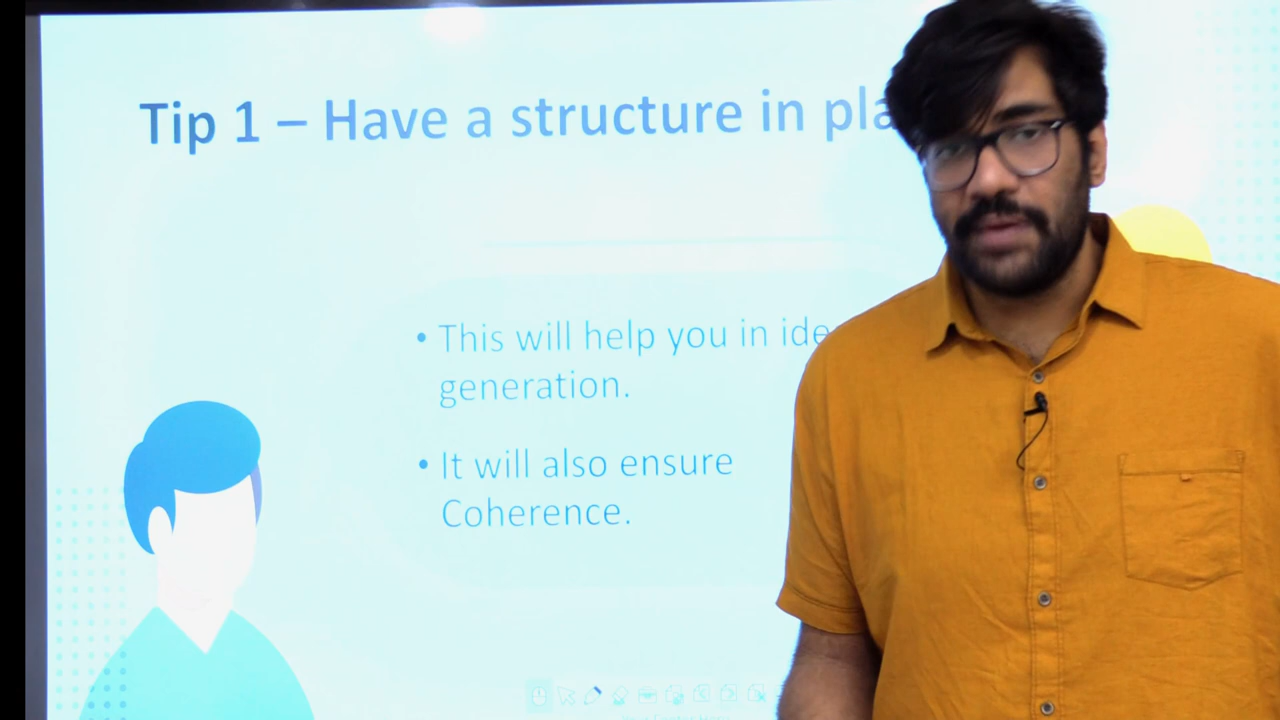 Tip 1 – Have a structure in pla
• This will help you in ide
generation.
• It will also ensure
Coherence.